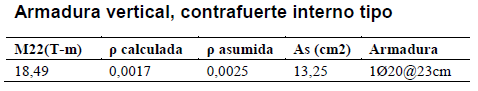 Armadura vertical, contrafuerte interno tipo
M22(T-m) ρ calculada ρ asumida As (cm2) Armadura
18,49 0,0017 0,0025 13,25 1Ø20@23cm